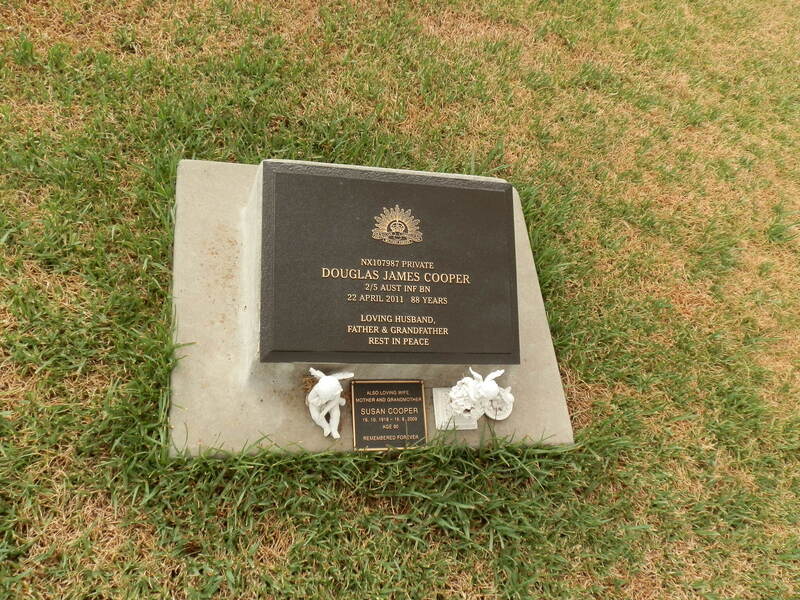 NX107987 PRIVATE
DOUGLAS JAMES COOPER
2/5 AUST INF BN
22 APRIL 2011 88 YEARS
LOVING HUSBAND,
FATHER & GRANDFATHER
REST IN PEACE
ALSO LOVING WIFE
MOTHER AND GRANDMOTHER
SUSAN COOPER
AGE 90
REMEMBERED FOREVER